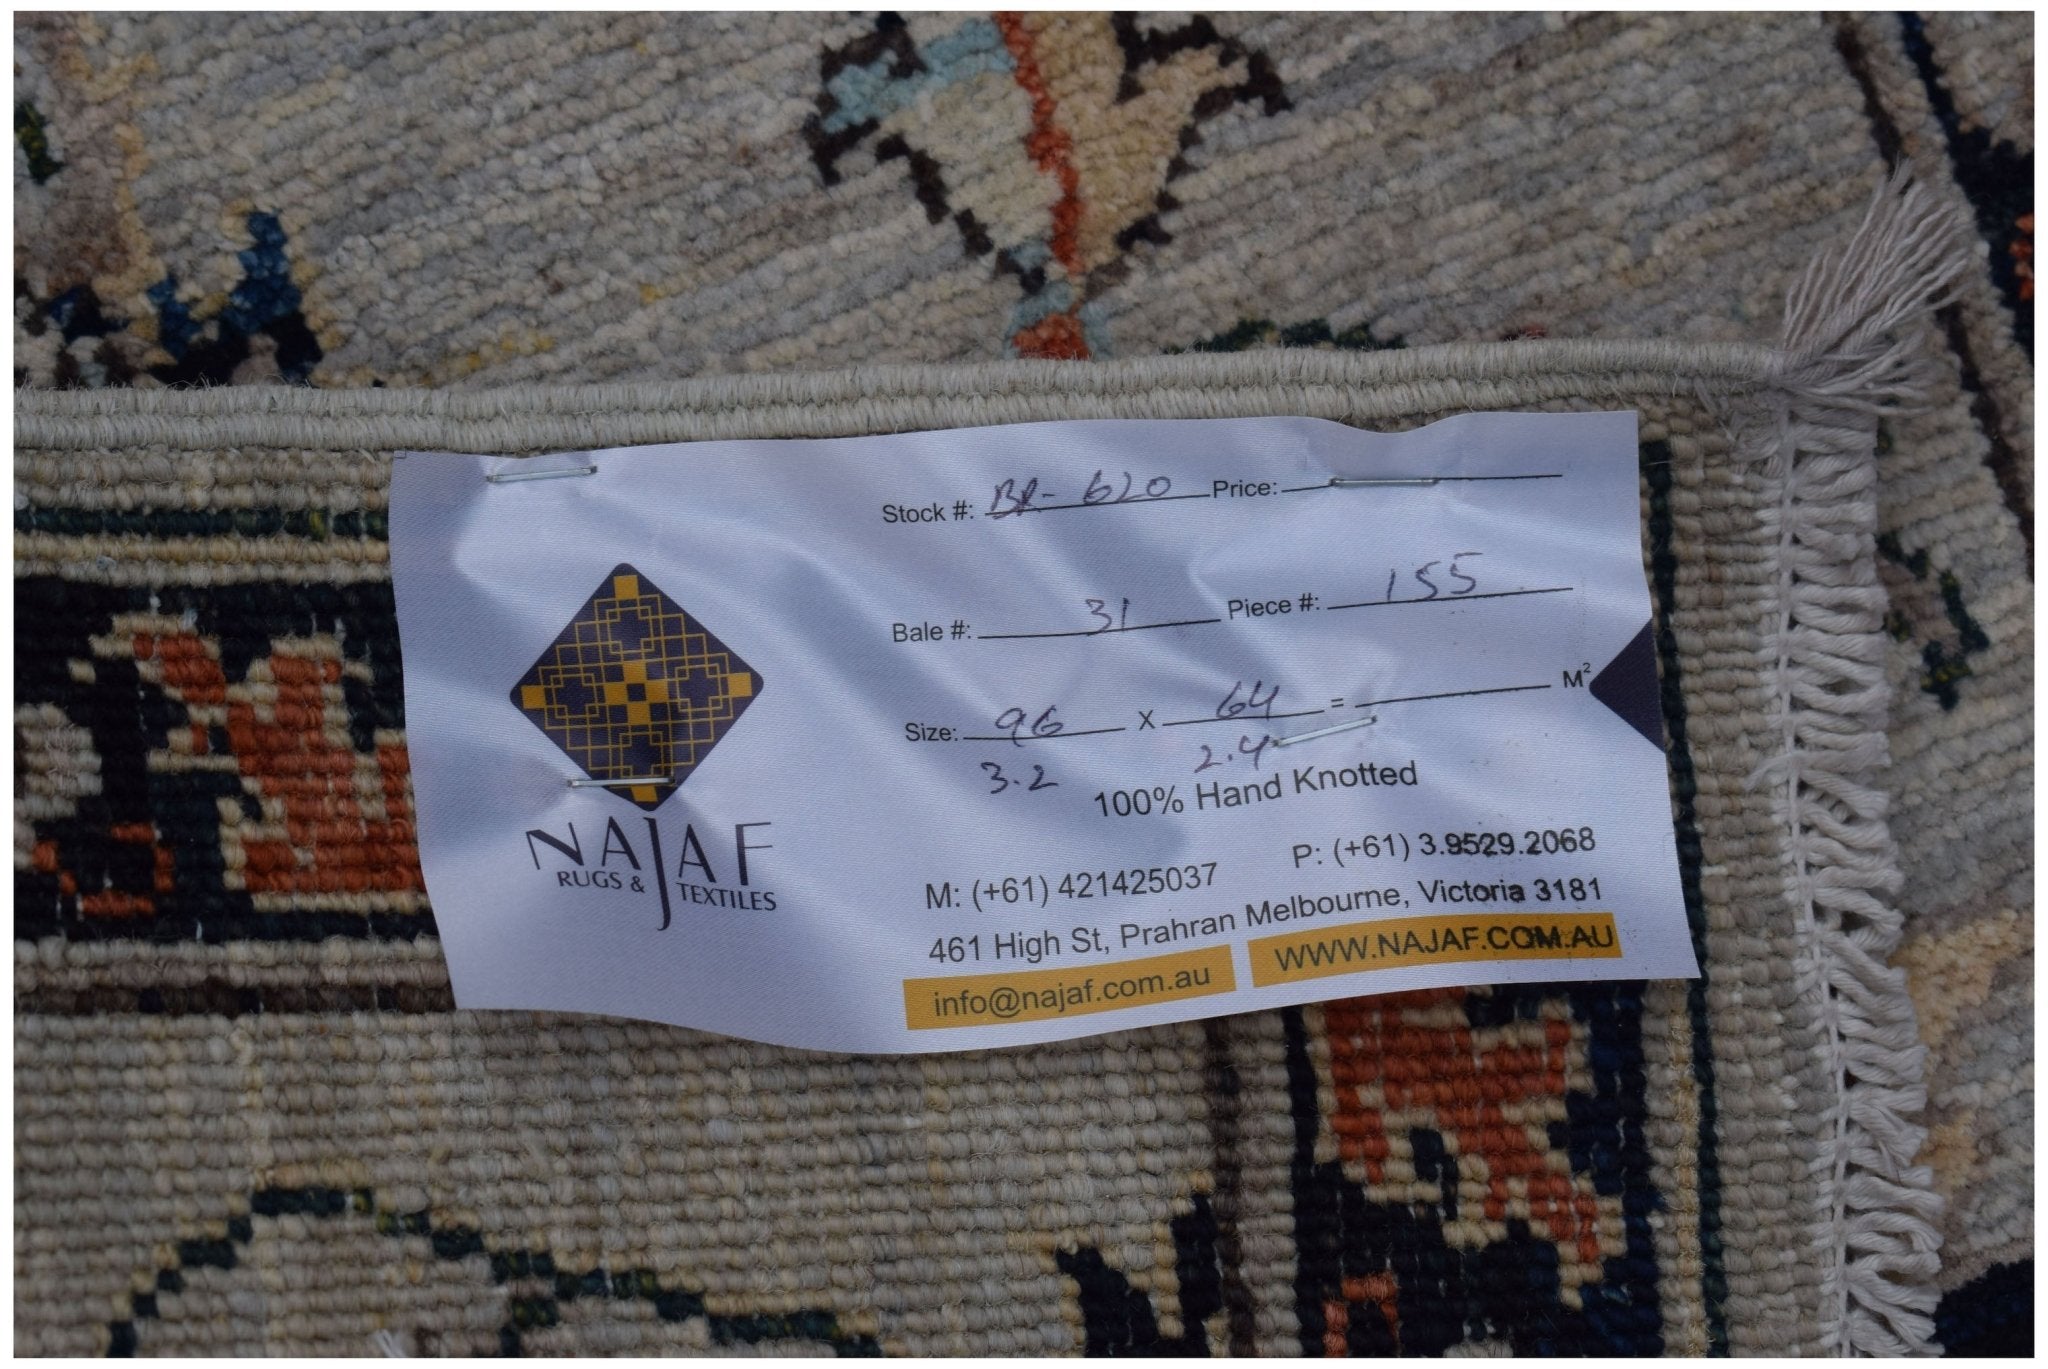 NAJAF
RUGS & TEXTILES
Stock #: BR- 620 Price:
Bale #: 31 Piece #: 155
Size: 96 X 64 = M²
3.2 2.4
100% Hand Knotted
M: (+61) 421425037 P: (+61) 3.9529.2068
461 High St, Prahran Melbourne, Victoria 3181
info@najaf.com.au WWW.NAJAF.COM.AU